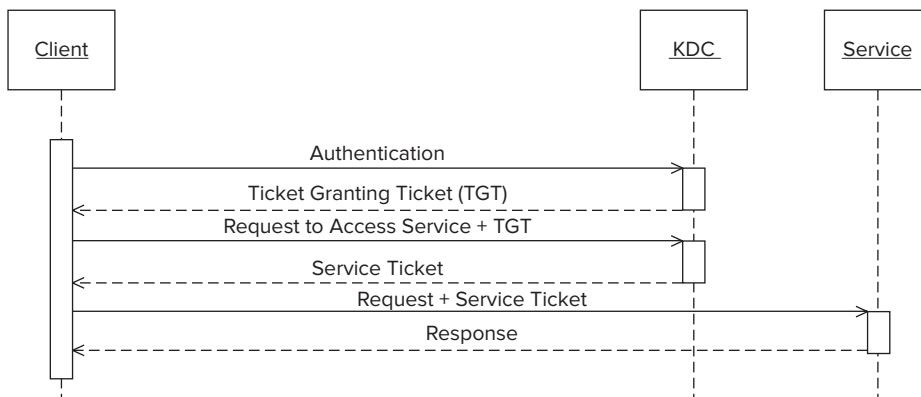 Client
KDC
Service
Authentication
Ticket Granting Ticket (TGT)
Request to Access Service + TGT
Service Ticket
Request + Service Ticket
Response